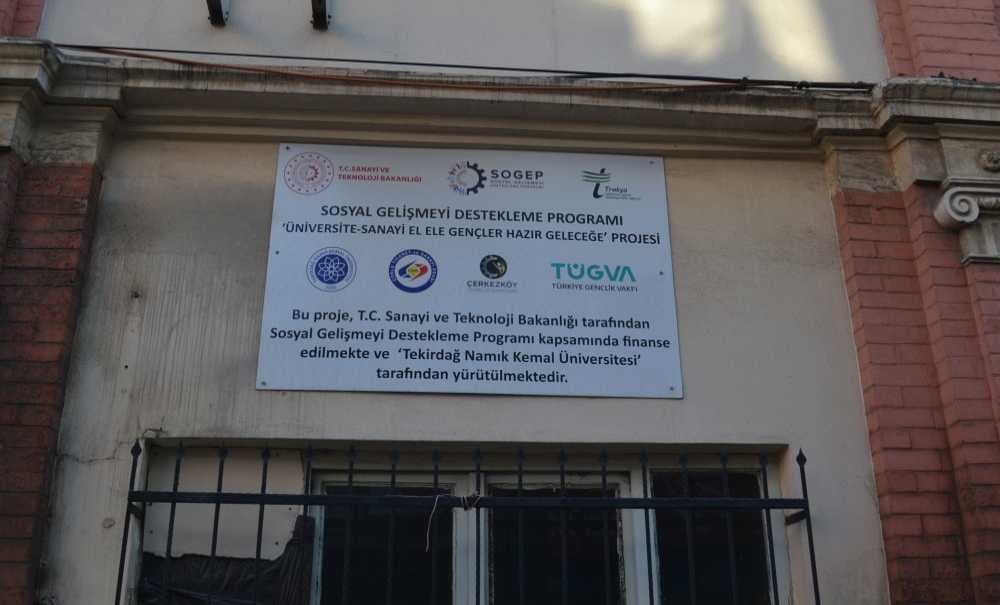 T.C. SANAYİ VE
TEKNOLOJİ BAKANLIĞI
SOGEP
Trakya
SOSYAL GELİŞMEYİ DESTEKLEME PROGRAMI
‘ÜNİVERSİTE-SANAYİ EL ELE GENÇLER HAZIR GELECEĞE’ PROJESİ
ÇERKEZKÖY
TÜGVA
TÜRKİYE GENÇLİK VAKFI
Bu proje, T.C. Sanayi ve Teknoloji Bakanlığı tarafından
Sosyal Gelişmeyi Destekleme Programı kapsamında finanse
edilmekte ve ‘Tekirdağ Namık Kemal Üniversitesi’
tarafından yürütülmektedir.